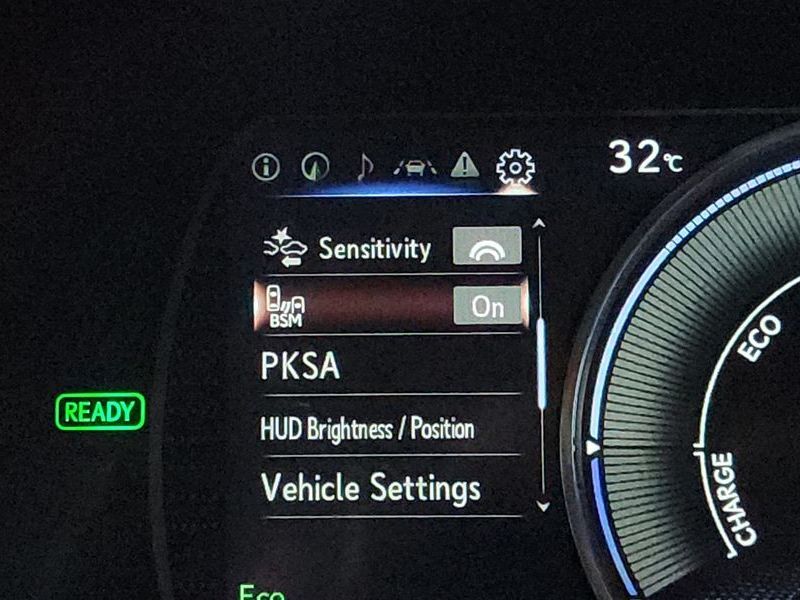 32°C
Sensitivity
BSM On
PKSA
HUD Brightness / Position
Vehicle Settings
READY
ECO
CHARGE
Eco